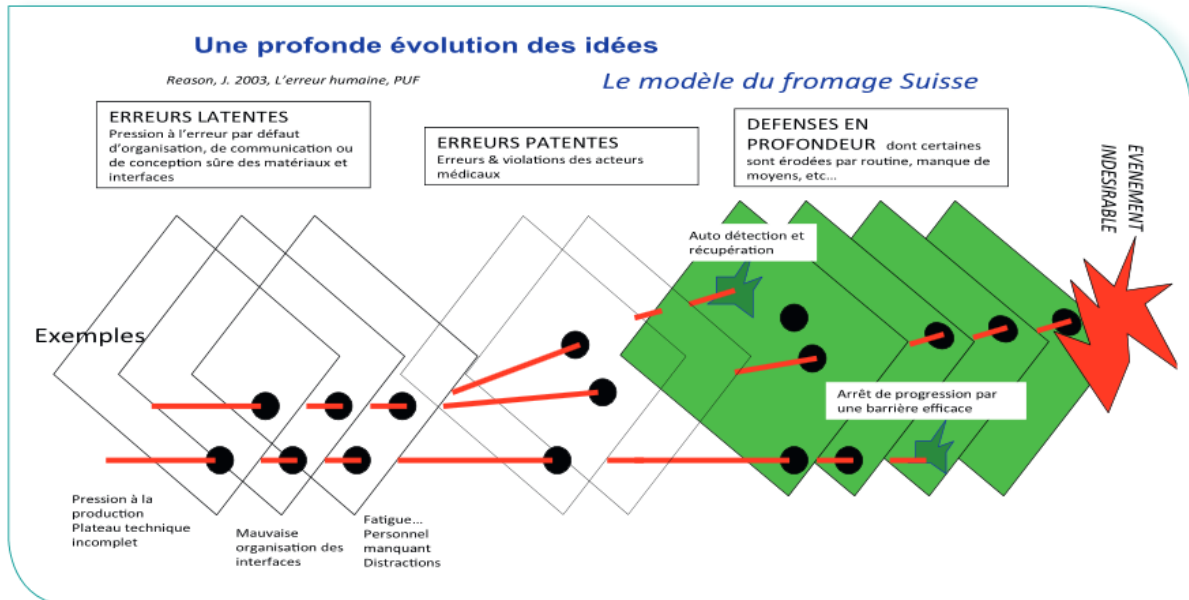 Une profonde évolution des idées
Reason, J. 2003, L'erreur humaine, PUF
Le modèle du fromage Suisse
ERREURS LATENTES
Pression à l'erreur par défaut
d'organisation, de communication ou
de conception sûre des matériaux et
interfaces
ERREURS PATENTES
Erreurs & violations des acteurs
médicaux
DEFENSES EN
PROFONDEUR dont certaines
sont érodées par routine, manque de
moyens, etc...
EVENEMENT
INDESIRABLE
Auto détection et
récupération
Exemples
Arrêt de progression par
une barrière efficace
Pression à la
production
Plateau technique
incomplet
Mauvaise
organisation des
interfaces
Fatigue...
Personnel
manquant
Distractions